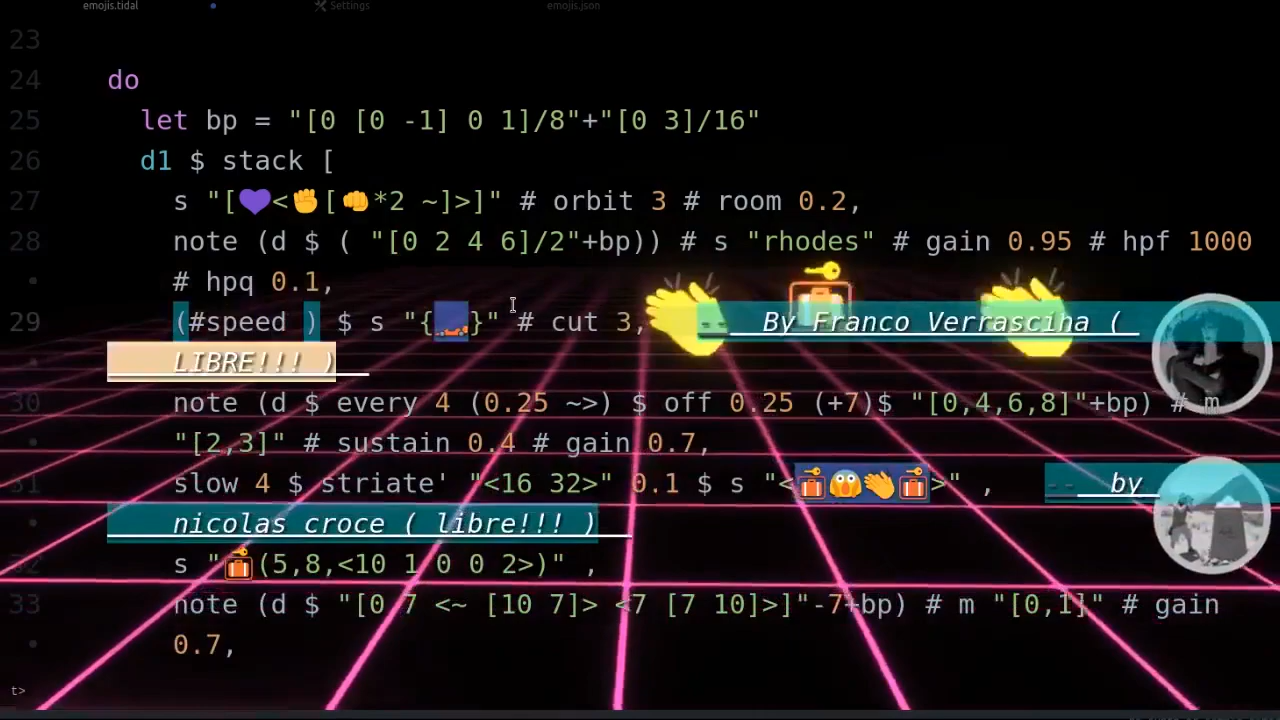 emojis.tidal Settings emojis.json
23
24 do
25 let bp = "[0 [0 -1] 0 1]/8"+"[0 3]/16"
26 d1 $ stack [
27 s "[💜<✊[👊*2 ~]>]" # orbit 3 # room 0.2,
28 note (d $ ( "[0 2 4 6]/2"+bp)) # s "rhodes" # gain 0.95 # hpf 1000
# hpq 0.1,
29 (#speed ) $ s "{🏎}" # cut 3, -- By Franco Verrasciha (
LIBRE!!! )
30 note (d $ every 4 (0.25 ~>) $ off 0.25 (+7)$ "[0,4,6,8]"+bp) # m
"[2,3]" # sustain 0.4 # gain 0.7,
31 slow 4 $ striate' "<16 32>" 0.1 $ s "<🛄😱👏🛄>" , -- by
nicolas croce ( libre!!! )
32 s "🛄(5,8,<10 1 0 0 2>)" ,
33 note (d $ "[0 7 <~ [10 7]> <7 [7 10]>]"-7+bp) # m "[0,1]" # gain
0.7,
t>